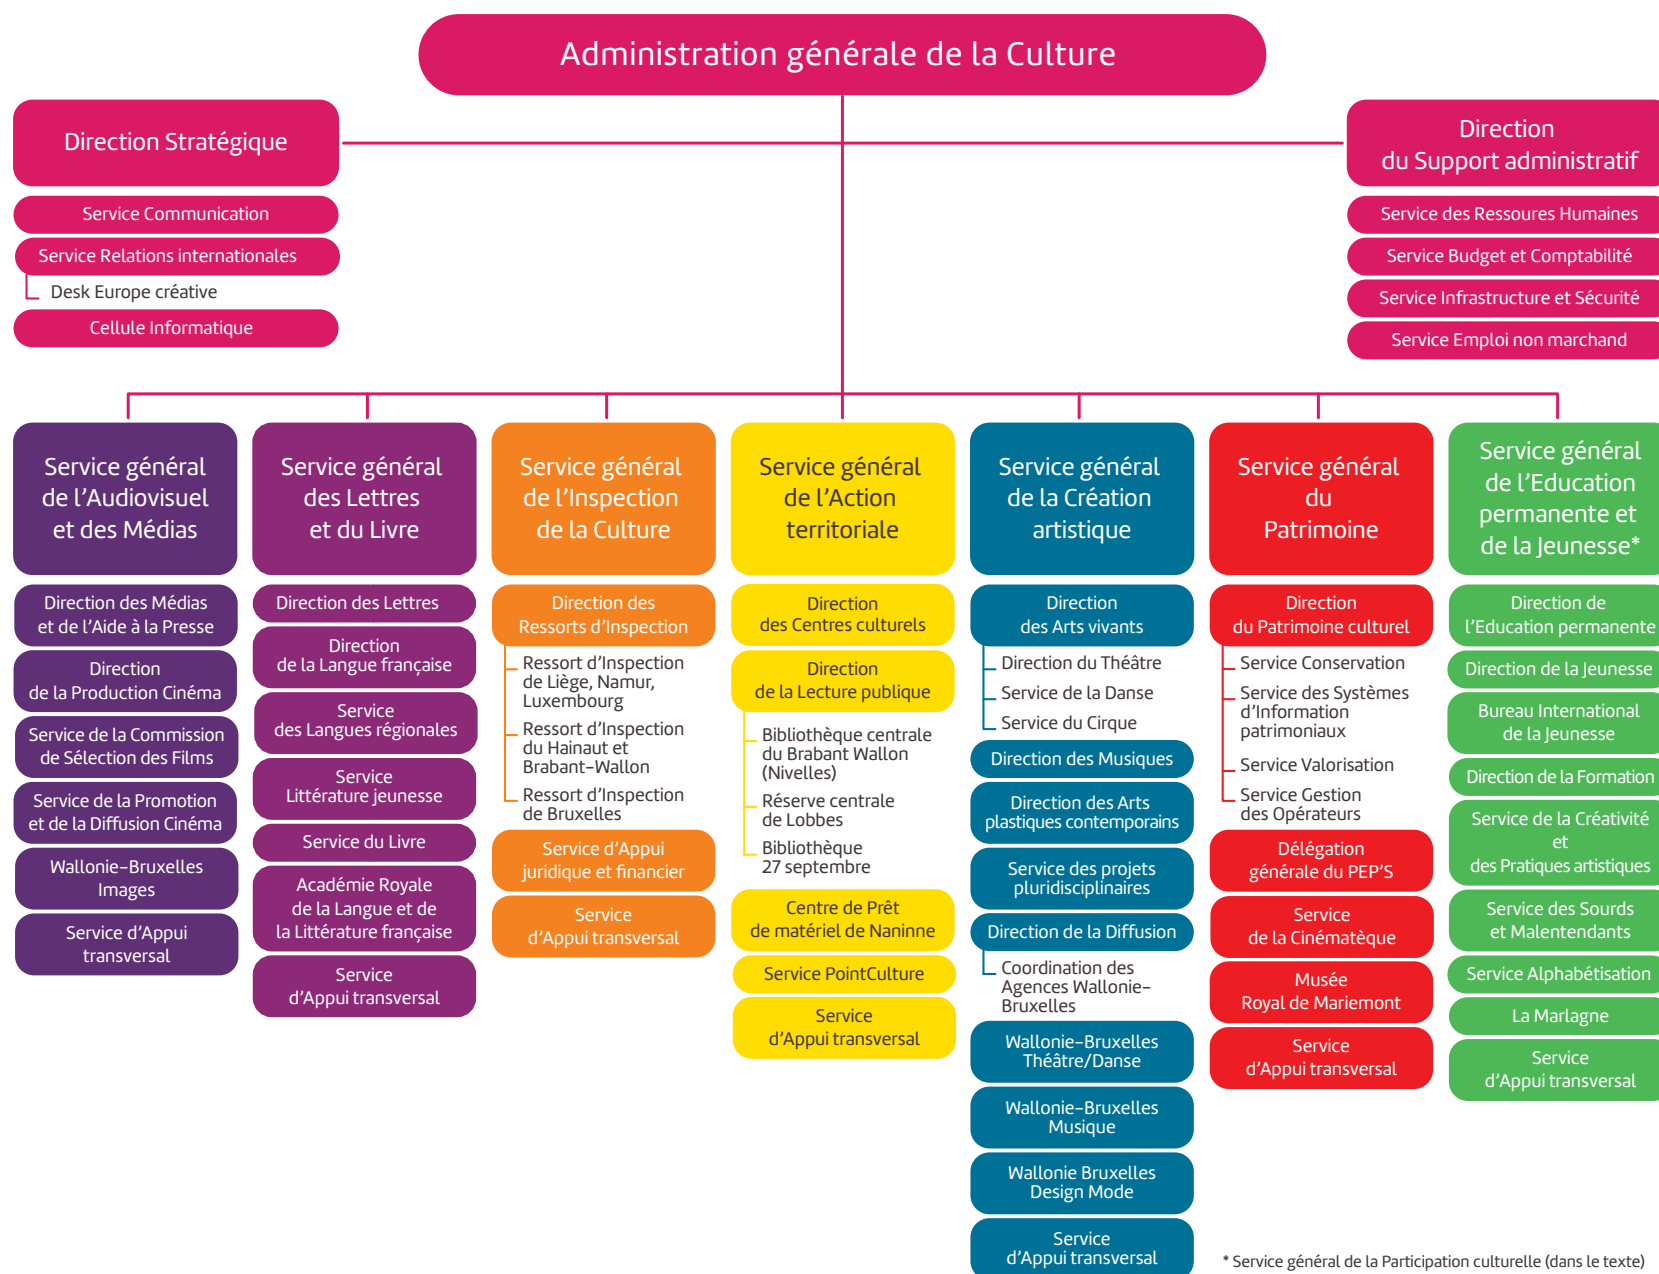 Administration générale de la Culture
Direction Stratégique
Service Communication
Service Relations internationales
Desk Europe créative
Cellule Informatique
Direction
du Support administratif
Service des Ressoures Humaines
Service Budget et Comptabilité
Service Infrastructure et Sécurité
Service Emploi non marchand
Service général
de l'Audiovisuel
et des Médias
Direction des Médias
et de l'Aide à la Presse
Direction
de la Production Cinéma
Service de la Commission
de Sélection des Films
Service de la Promotion
et de la Diffusion Cinéma
Wallonie-Bruxelles
Images
Service d'Appui
transversal
Service général
des Lettres
et du Livre
Direction des Lettres
Direction
de la Langue française
Service
des Langues régionales
Service
Littérature jeunesse
Service du Livre
Académie Royale
de la Langue et de
la Littérature française
Service
d'Appui transversal
Service général
de l'Inspection
de la Culture
Direction des
Ressorts d'Inspection
Ressort d'Inspection
de Liège, Namur,
Luxembourg
Ressort d'Inspection
du Hainaut et
Brabant-Wallon
Ressort d'Inspection
de Bruxelles
Service d'Appui
juridique et financier
Service
d'Appui transversal
Service général
de l'Action
territoriale
Direction
des Centres culturels
Direction
de la Lecture publique
Bibliothèque centrale
du Brabant Wallon
(Nivelles)
Réserve centrale
de Lobbes
Bibliothèque
27 septembre
Centre de Prêt
de matériel de Naninne
Service PointCulture
Service
d'Appui transversal
Service général
de la Création
artistique
Direction
des Arts vivants
Direction du Théâtre
Service de la Danse
Service du Cirque
Direction des Musiques
Direction des Arts
plastiques contemporains
Service des projets
pluridisciplinaires
Direction de la Diffusion
Coordination des
Agences Wallonie-
Bruxelles
Wallonie-Bruxelles
Théâtre/Danse
Wallonie-Bruxelles
Musique
Wallonie Bruxelles
Design Mode
Service
d'Appui transversal
Service général
du
Patrimoine
Direction
du Patrimoine culturel
Service Conservation
Service des Systèmes
d'Information
patrimoniaux
Service Valorisation
Service Gestion
des Opérateurs
Délégation
générale du PEP'S
Service
de la Cinématèque
Musée
Royal de Mariemont
Service
d'Appui transversal
Service général
de l'Education
permanente et
de la Jeunesse*
Direction de
l'Education permanente
Direction de la Jeunesse
Bureau International
de la Jeunesse
Direction de la Formation
Service de la Créativité
et
des Pratiques artistiques
Service des Sourds
et Malentendants
Service Alphabétisation
La Marlagne
Service
d'Appui transversal
* Service général de la Participation culturelle (dans le texte)